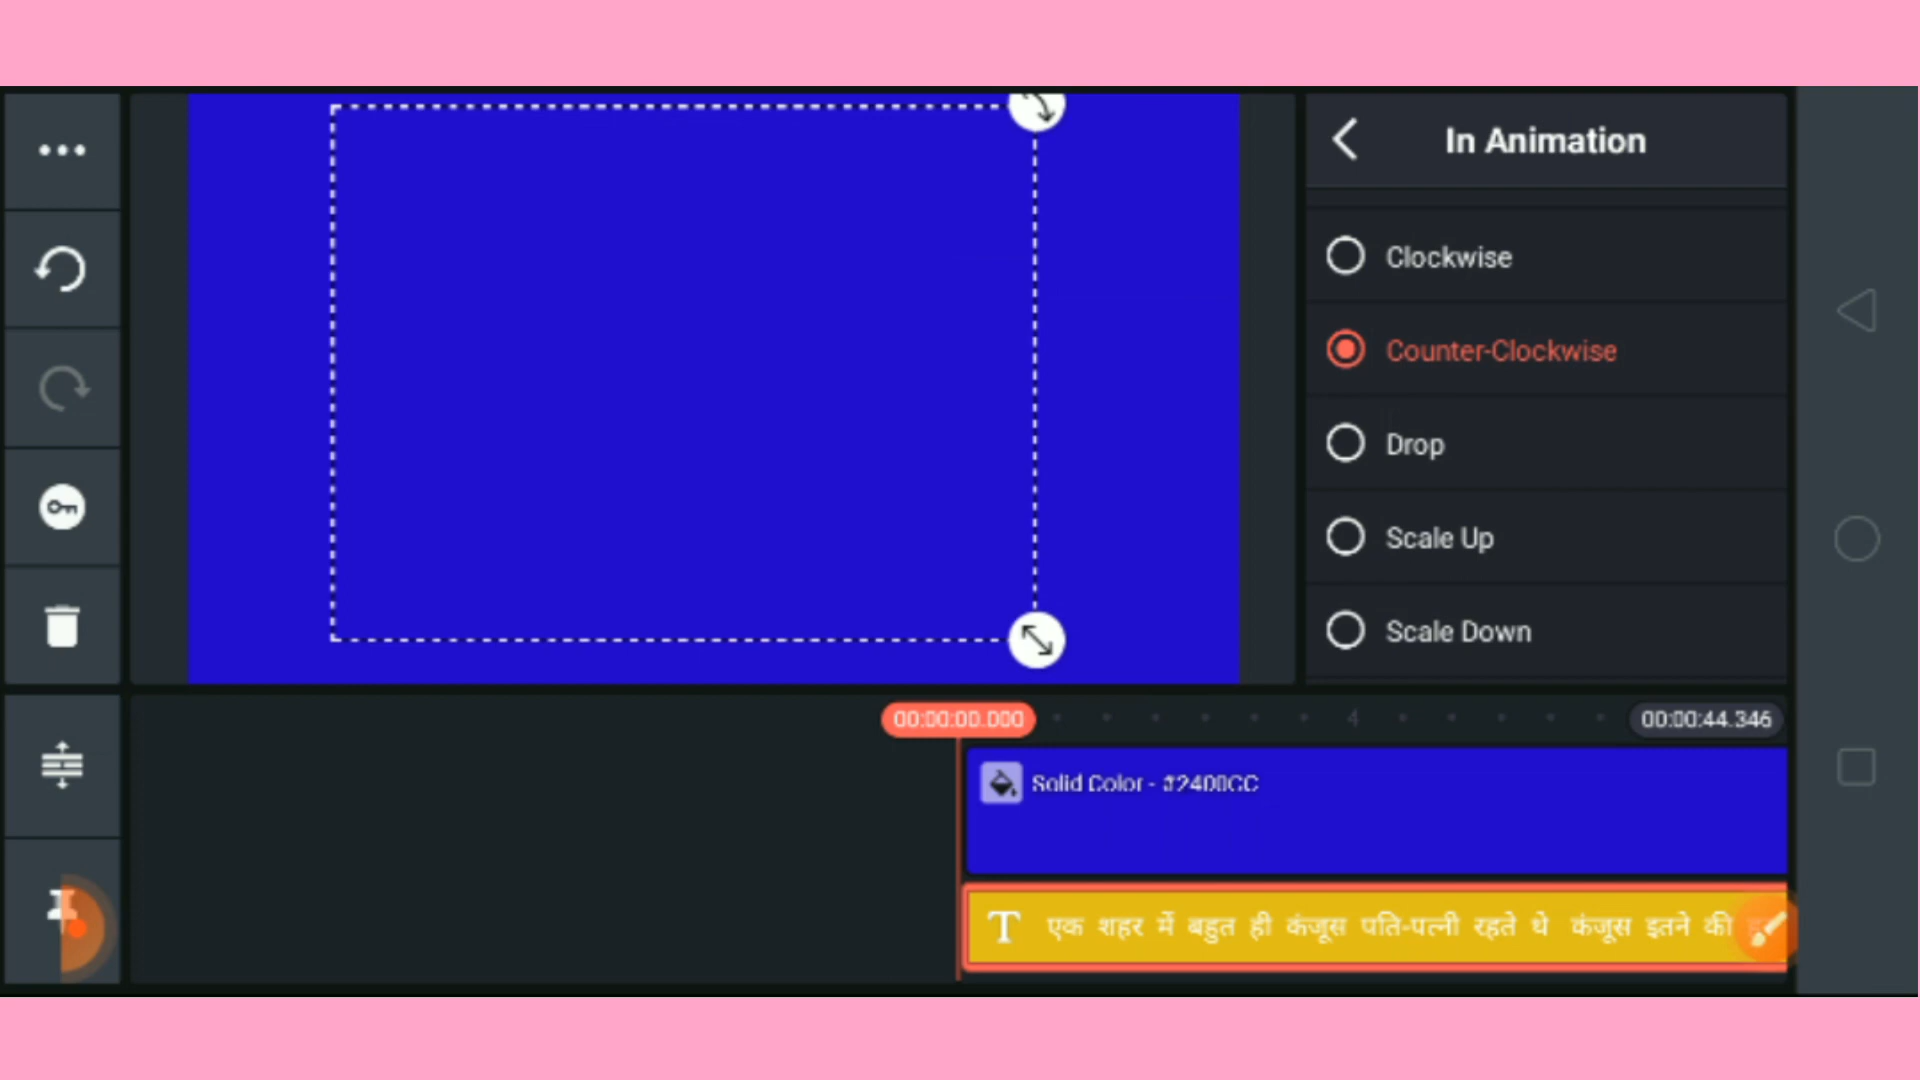 In Animation
Clockwise
Counter-Clockwise
Drop
Scale Up
Scale Down
00:00:00.000
4
00:00:44.346
Solid Color - #2400CC
T एक शहर में बहुत ही कंजूस पति-पत्नी रहते थे कंजूस इतने की